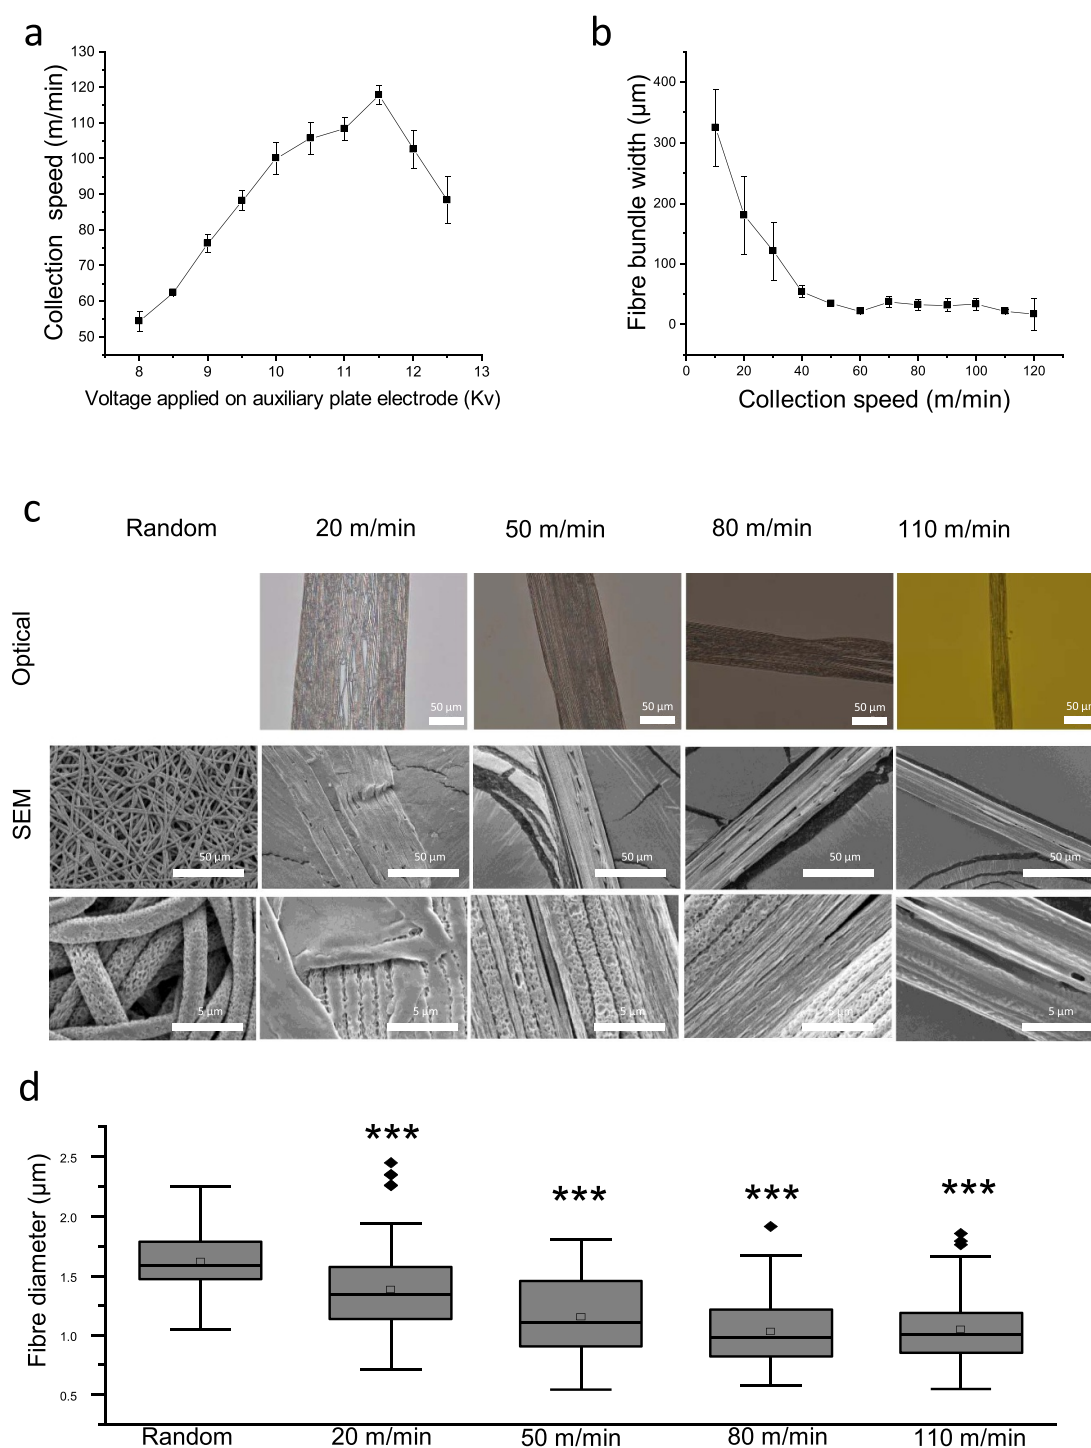 a
130
120
110
100
90
80
70
60
50
Collection speed (m/min)
8
9
10
11
12
13
Voltage applied on auxiliary plate electrode (Kv)
b
400
300
200
100
0
Fibre bundle width (μm)
0
20
40
60
80
100
120
Collection speed (m/min)
c
Random
20 m/min
50 m/min
80 m/min
110 m/min
Optical
50 μm
50 μm
50 μm
50 μm
SEM
50 μm
50 μm
50 μm
50 μm
50 μm
5 μm
5 μm
5 μm
5 μm
5 μm
d
Fibre diameter (μm)
2.5
2.0
1.5
1.0
0.5
***
***
***
***
Random
20 m/min
50 m/min
80 m/min
110 m/min